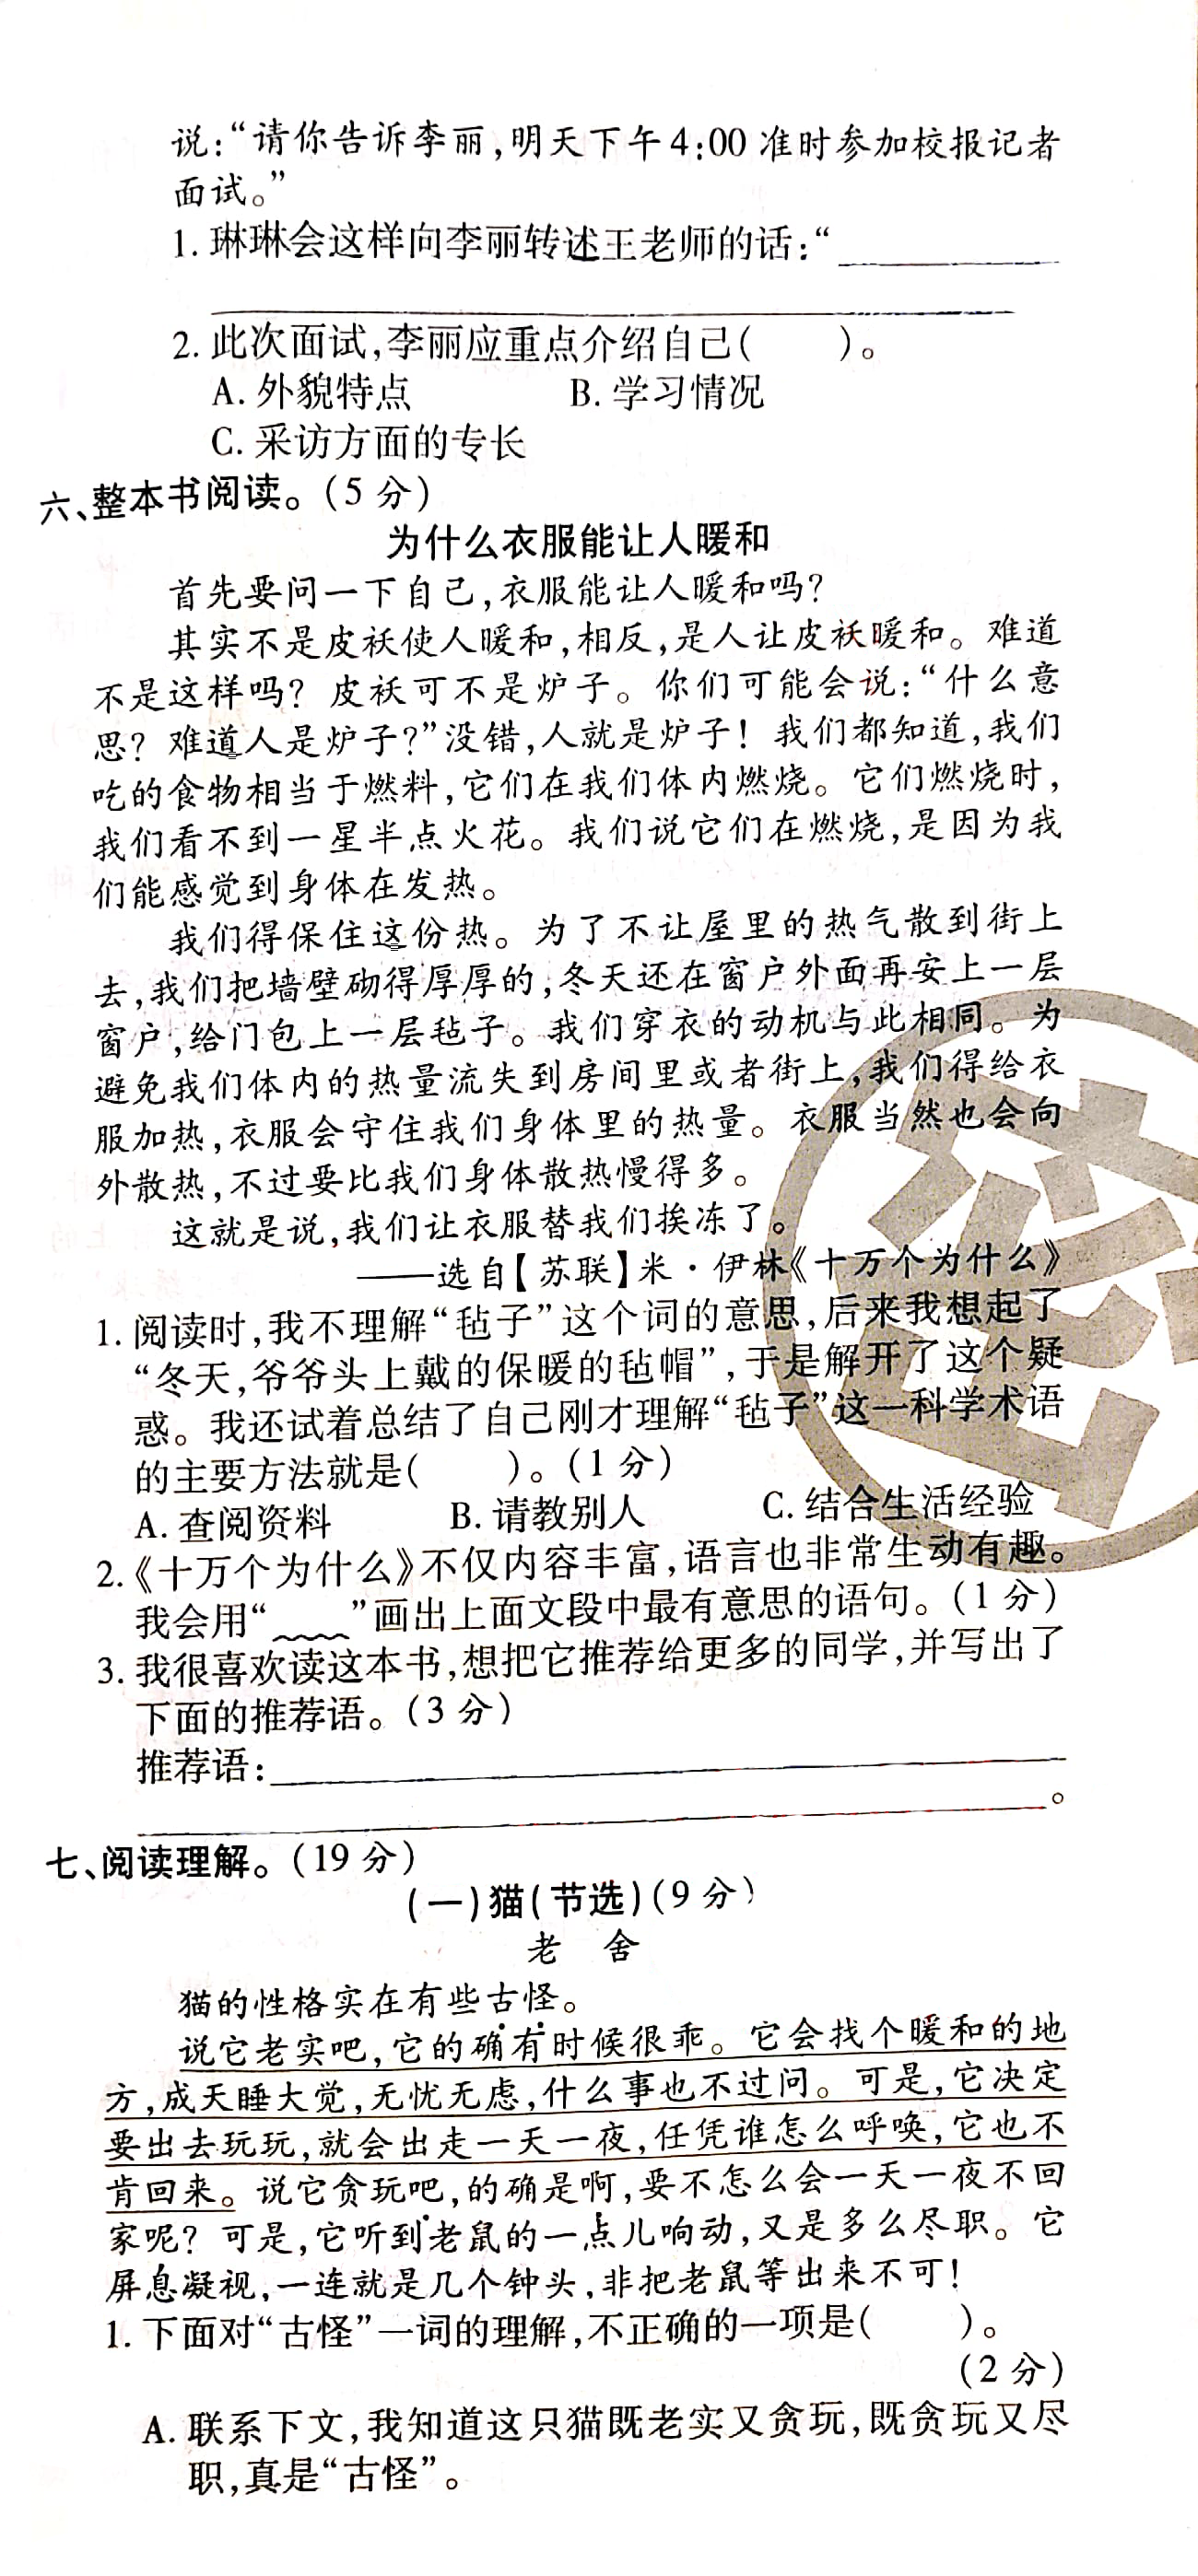 说:“请你告诉李丽,明天下午4:00准时参加校报记者
面试。”
1. 琳琳会这样向李丽转述王老师的话:“
2. 此次面试,李丽应重点介绍自己(　　)。
A. 外貌特点　　B. 学习情况
C. 采访方面的专长
六、整本书阅读。(5 分)
为什么衣服能让人暖和
首先要问一下自己,衣服能让人暖和吗?
其实不是皮袄使人暖和,相反,是人让皮袄暖和。难道
不是这样吗? 皮袄可不是炉子。你们可能会说:“什么意
思? 难道人是炉子?”没错,人就是炉子! 我们都知道,我们
吃的食物相当于燃料,它们在我们体内燃烧。它们燃烧时,
我们看不到一星半点火花。我们说它们在燃烧,是因为我
们能感觉到身体在发热。
我们得保住这份热。为了不让屋里的热气散到街上
去,我们把墙壁砌得厚厚的,冬天还在窗户外面再安上一层
窗户,给门包上一层毡子。我们穿衣的动机与此相同。为
避免我们体内的热量流失到房间里或者街上,我们得给衣
服加热,衣服会守住我们身体里的热量。衣服当然也会向
外散热,不过要比我们身体散热慢得多。
这就是说,我们让衣服替我们挨冻了。
——选自【苏联】米·伊林《十万个为什么》
1. 阅读时,我不理解“毡子”这个词的意思,后来我想起了
“冬天,爷爷头上戴的保暖的毡帽”,于是解开了这个疑
惑。我还试着总结了自己刚才理解“毡子”这一科学术语
的主要方法就是(　　)。(1 分)
A. 查阅资料　　B. 请教别人　　C. 结合生活经验
2.《十万个为什么》不仅内容丰富,语言也非常生动有趣。
我会用“﹏﹏”画出上面文段中最有意思的语句。(1 分)
3. 我很喜欢读这本书,想把它推荐给更多的同学,并写出了
下面的推荐语。(3 分)
推荐语:
。
七、阅读理解。(19 分)
(一)猫(节选)(9 分)
老　舍
猫的性格实在有些古怪。
说它老实吧,它的确有时候很乖。它会找个暖和的地
方,成天睡大觉,无忧无虑,什么事也不过问。可是,它决定
要出去玩玩,就会出走一天一夜,任凭谁怎么呼唤,它也不
肯回来。说它贪玩吧,的确是啊,要不怎么会一天一夜不回
家呢? 可是,它听到老鼠的一点儿响动,又是多么尽职。它
屏息凝视,一连就是几个钟头,非把老鼠等出来不可!
1. 下面对“古怪”一词的理解,不正确的一项是(　　)。
(2 分)
A. 联系下文,我知道这只猫既老实又贪玩,既贪玩又尽
职,真是“古怪”。